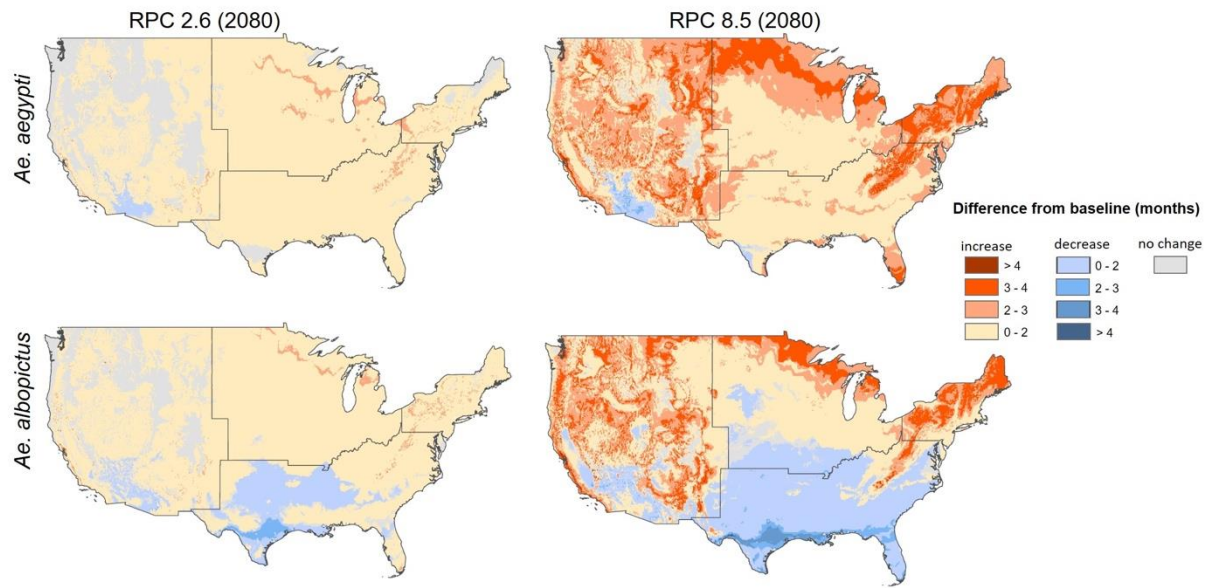 RPC 2.6 (2080)
RPC 8.5 (2080)
Ae. aegypti
Difference from baseline (months)
increase decrease no change
> 4 0 - 2
3 - 4 2 - 3
2 - 3 3 - 4
0 - 2 > 4
Ae. albopictus